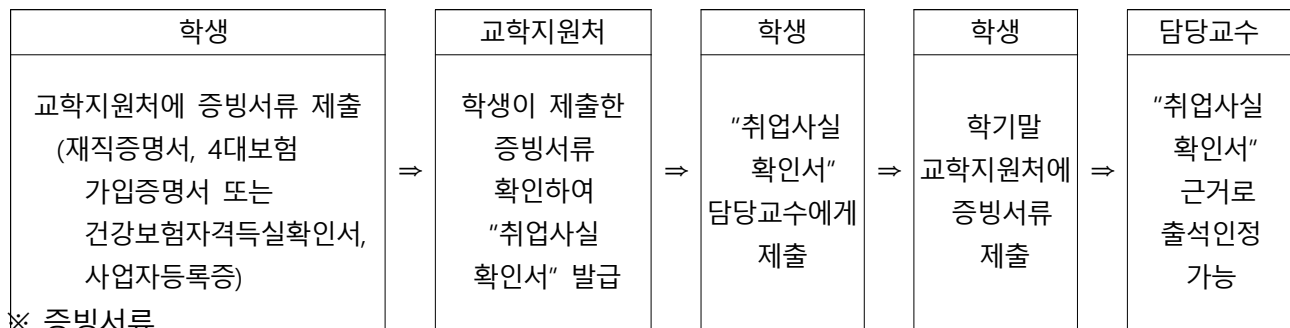 학생
교학지원처에 증빙서류 제출
(재직증명서, 4대보험
가입증명서 또는
건강보험자격득실확인서,
사업자등록증)
⇒
교학지원처
학생이 제출한
증빙서류
확인하여
"취업사실
확인서" 발급
⇒
학생
"취업사실
확인서"
담당교수에게
제출
⇒
학생
학기말
교학지원처에
증빙서류
제출
⇒
담당교수
"취업사실
확인서"
근거로
출석인정
가능
※ 증빙서류